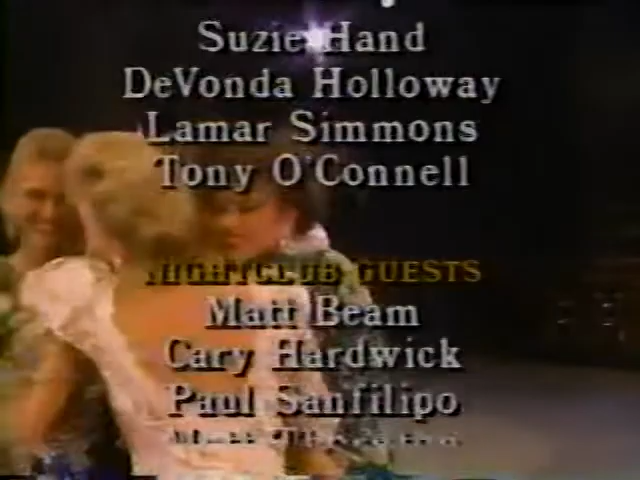 Suzie Hand
DeVonda Holloway
Lamar Simmons
Tony O'Connell
NIGHTCLUB GUESTS
Matt Beam
Cary Hardwick
Paul Sanfilipo